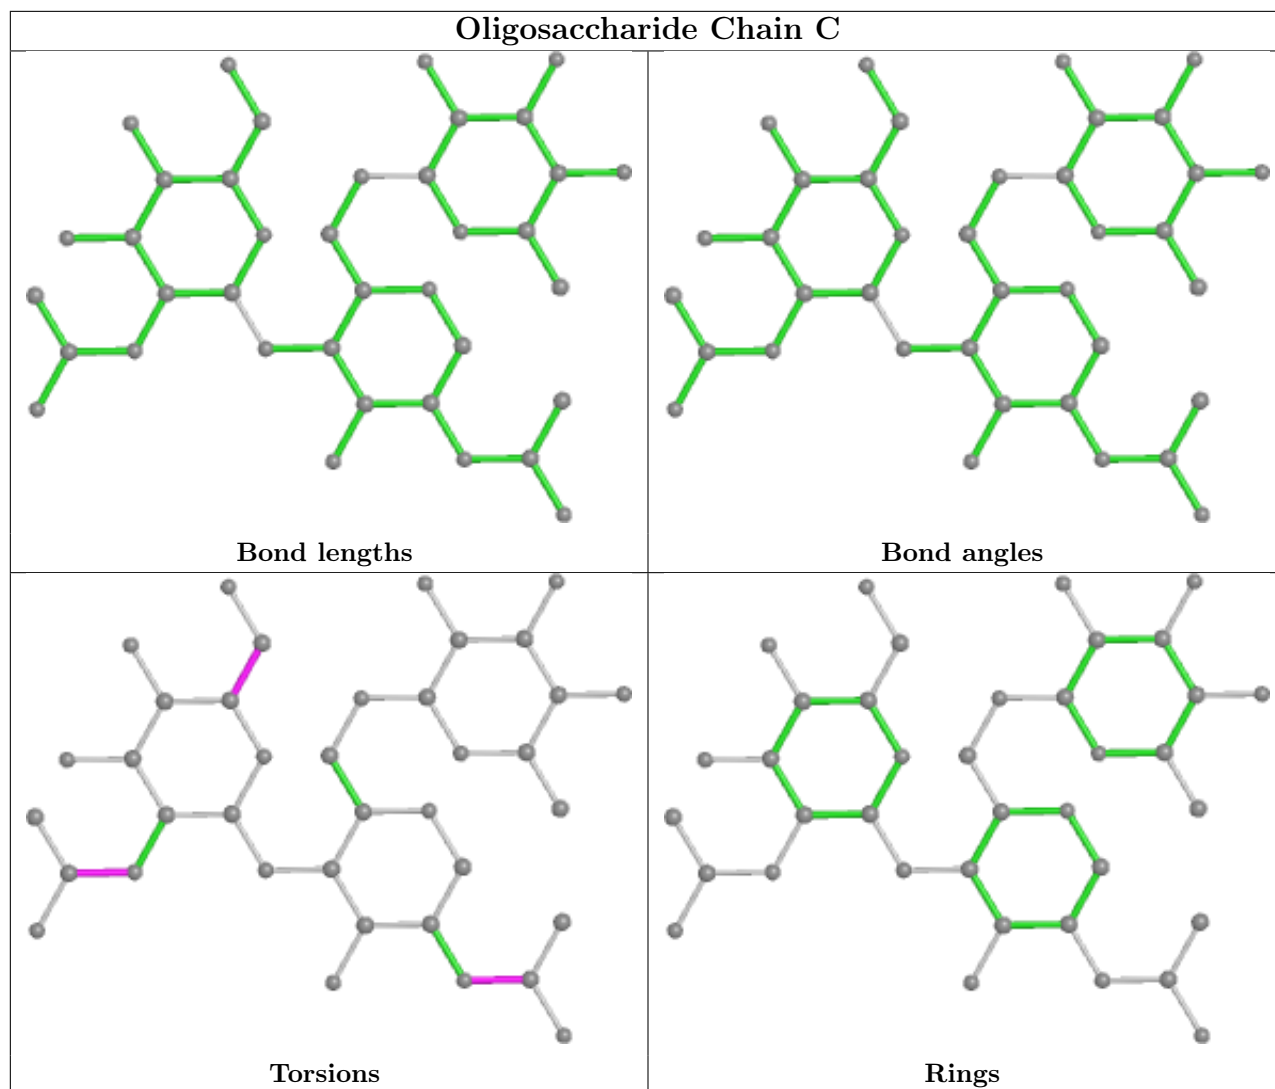 Oligosaccharide Chain C
Bond lengths
Bond angles
Torsions
Rings